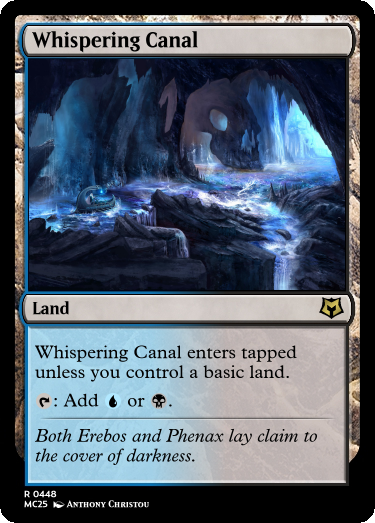 Whispering Canal
Land
Whispering Canal enters tapped
unless you control a basic land.
: Add or .
Both Erebos and Phenax lay claim to
the cover of darkness.
R 0448
MC25 Anthony Christou